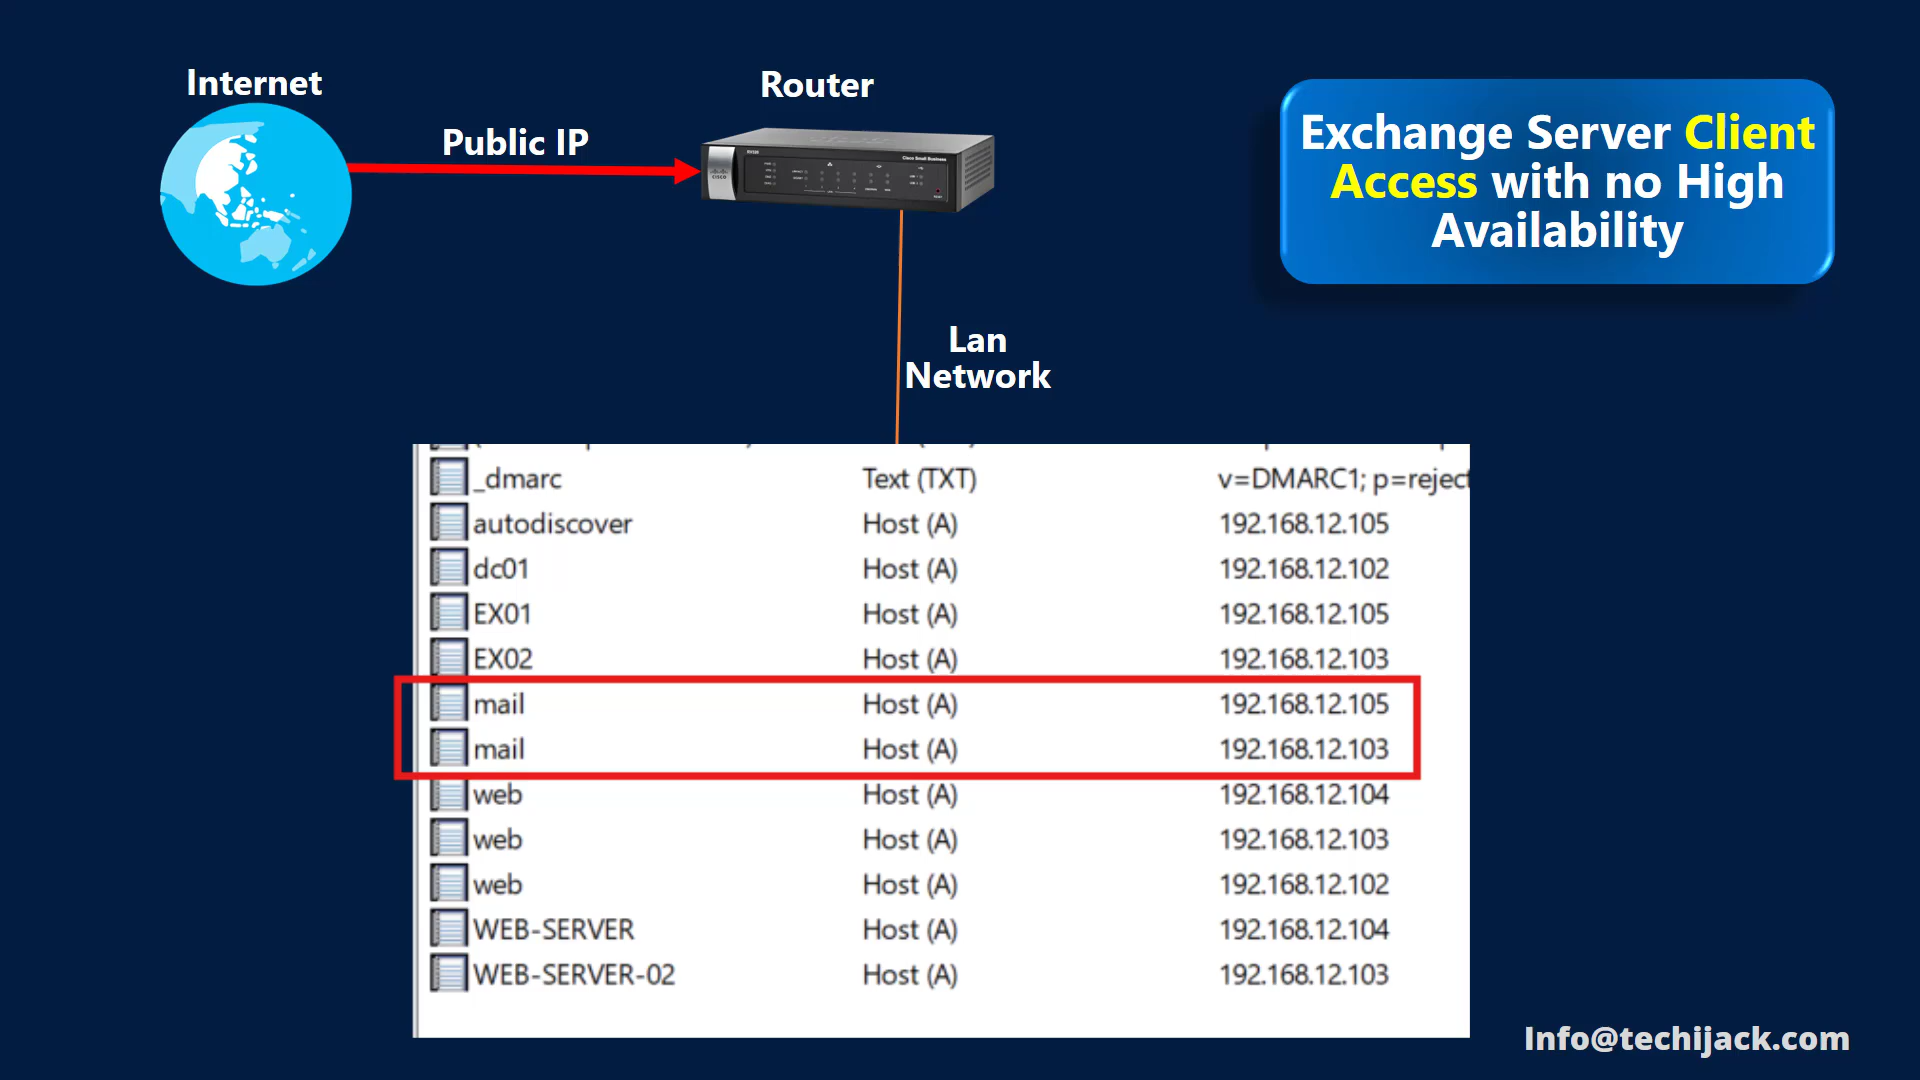 Internet
Public IP
Router
Exchange Server Client
Access with no High
Availability
Lan
Network
_dmarc Text (TXT) v=DMARC1; p=reject
autodiscover Host (A) 192.168.12.105
dc01 Host (A) 192.168.12.102
EX01 Host (A) 192.168.12.105
EX02 Host (A) 192.168.12.103
mail Host (A) 192.168.12.105
mail Host (A) 192.168.12.103
web Host (A) 192.168.12.104
web Host (A) 192.168.12.103
web Host (A) 192.168.12.102
WEB-SERVER Host (A) 192.168.12.104
WEB-SERVER-02 Host (A) 192.168.12.103
Info@techijack.com